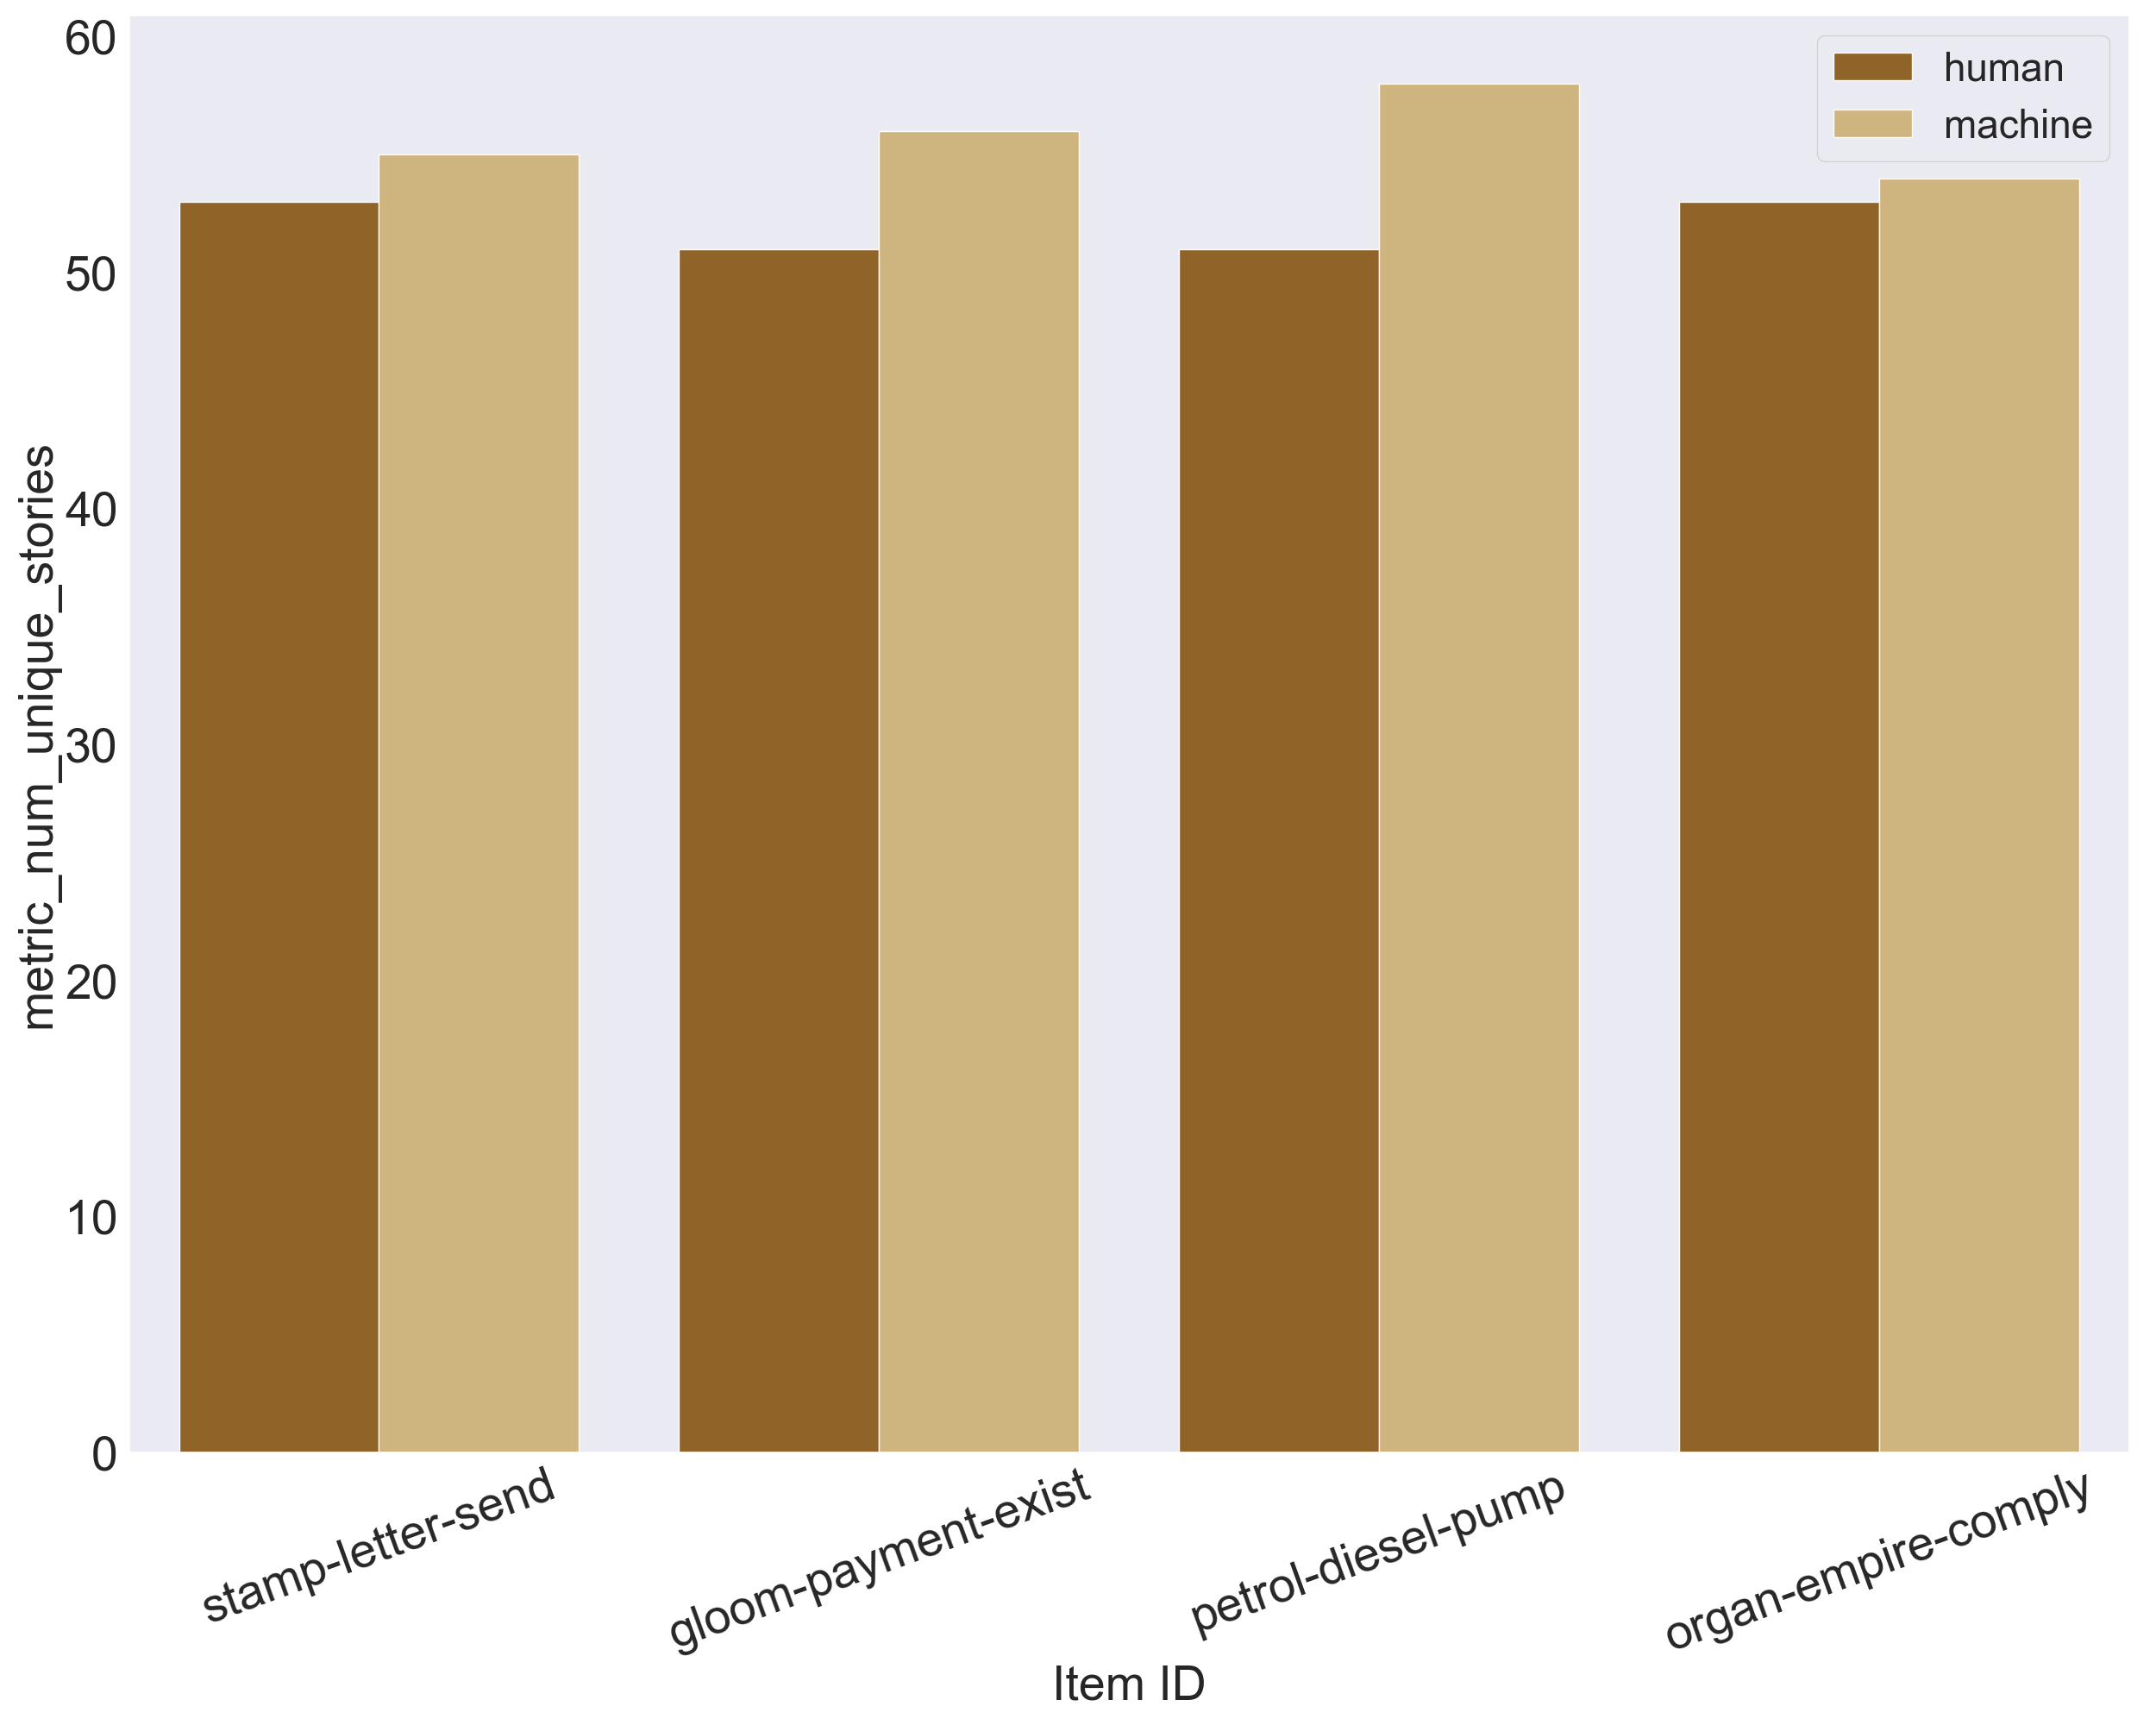 60
50
40
30
20
10
0
metric_num_unique_stories
human
machine
stamp-letter-send
gloom-payment-exist
petrol-diesel-pump
organ-empire-comply
Item ID